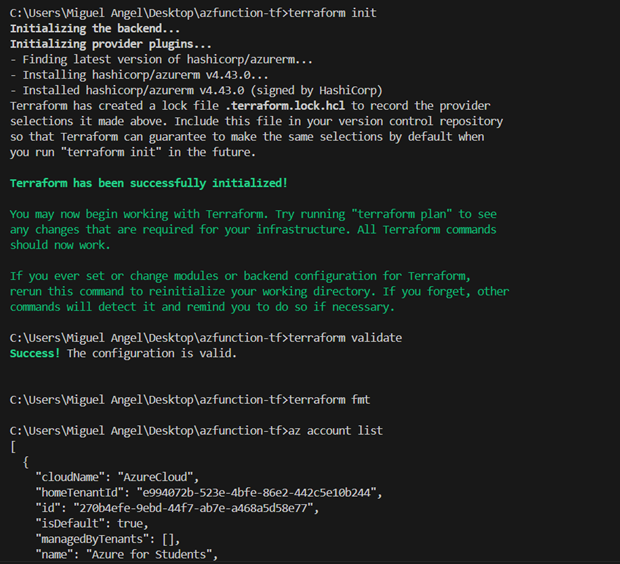 C:\Users\Miguel Angel\Desktop\azfunction-tf>terraform init
Initializing the backend...
Initializing provider plugins...
- Finding latest version of hashicorp/azurerm...
- Installing hashicorp/azurerm v4.43.0...
- Installed hashicorp/azurerm v4.43.0 (signed by HashiCorp)
Terraform has created a lock file .terraform.lock.hcl to record the provider
selections it made above. Include this file in your version control repository
so that Terraform can guarantee to make the same selections by default when
you run "terraform init" in the future.
Terraform has been successfully initialized!
You may now begin working with Terraform. Try running "terraform plan" to see
any changes that are required for your infrastructure. All Terraform commands
should now work.
If you ever set or change modules or backend configuration for Terraform,
rerun this command to reinitialize your working directory. If you forget, other
commands will detect it and remind you to do so if necessary.
C:\Users\Miguel Angel\Desktop\azfunction-tf>terraform validate
Success! The configuration is valid.
C:\Users\Miguel Angel\Desktop\azfunction-tf>terraform fmt
C:\Users\Miguel Angel\Desktop\azfunction-tf>az account list
[
{
"cloudName": "AzureCloud",
"homeTenantId": "e994072b-523e-4bfe-86e2-442c5e10b244",
"id": "270b4efe-9ebd-44f7-ab7e-a468a5d58e77",
"isDefault": true,
"managedByTenants": [],
"name": "Azure for Students",